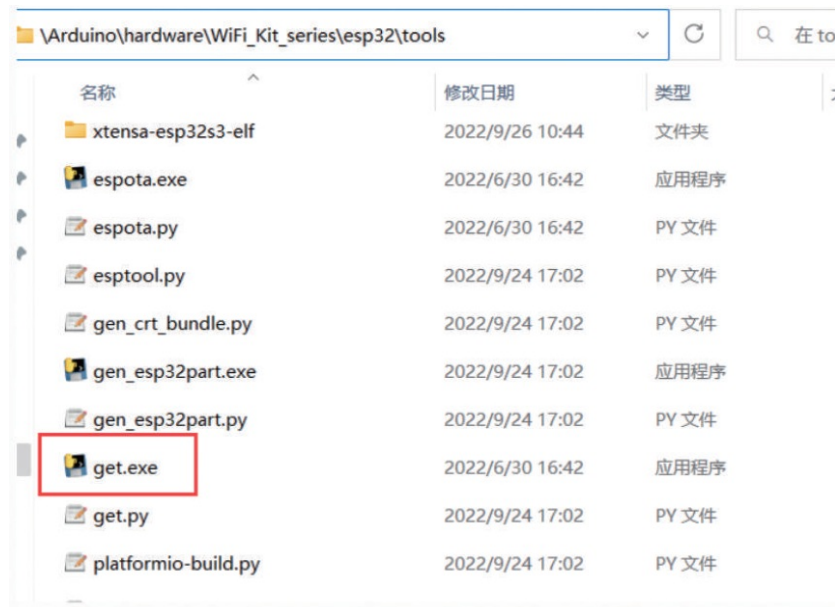 \Arduino\hardware\WiFi_Kit_series\esp32\tools 在 to
名称 修改日期 类型
xtensa-esp32s3-elf 2022/9/26 10:44 文件夹
espota.exe 2022/6/30 16:42 应用程序
espota.py 2022/6/30 16:42 PY 文件
esptool.py 2022/9/24 17:02 PY 文件
gen_crt_bundle.py 2022/9/24 17:02 PY 文件
gen_esp32part.exe 2022/9/24 17:02 应用程序
gen_esp32part.py 2022/9/24 17:02 PY 文件
get.exe 2022/6/30 16:42 应用程序
get.py 2022/9/24 17:02 PY 文件
platformio-build.py 2022/9/24 17:02 PY 文件